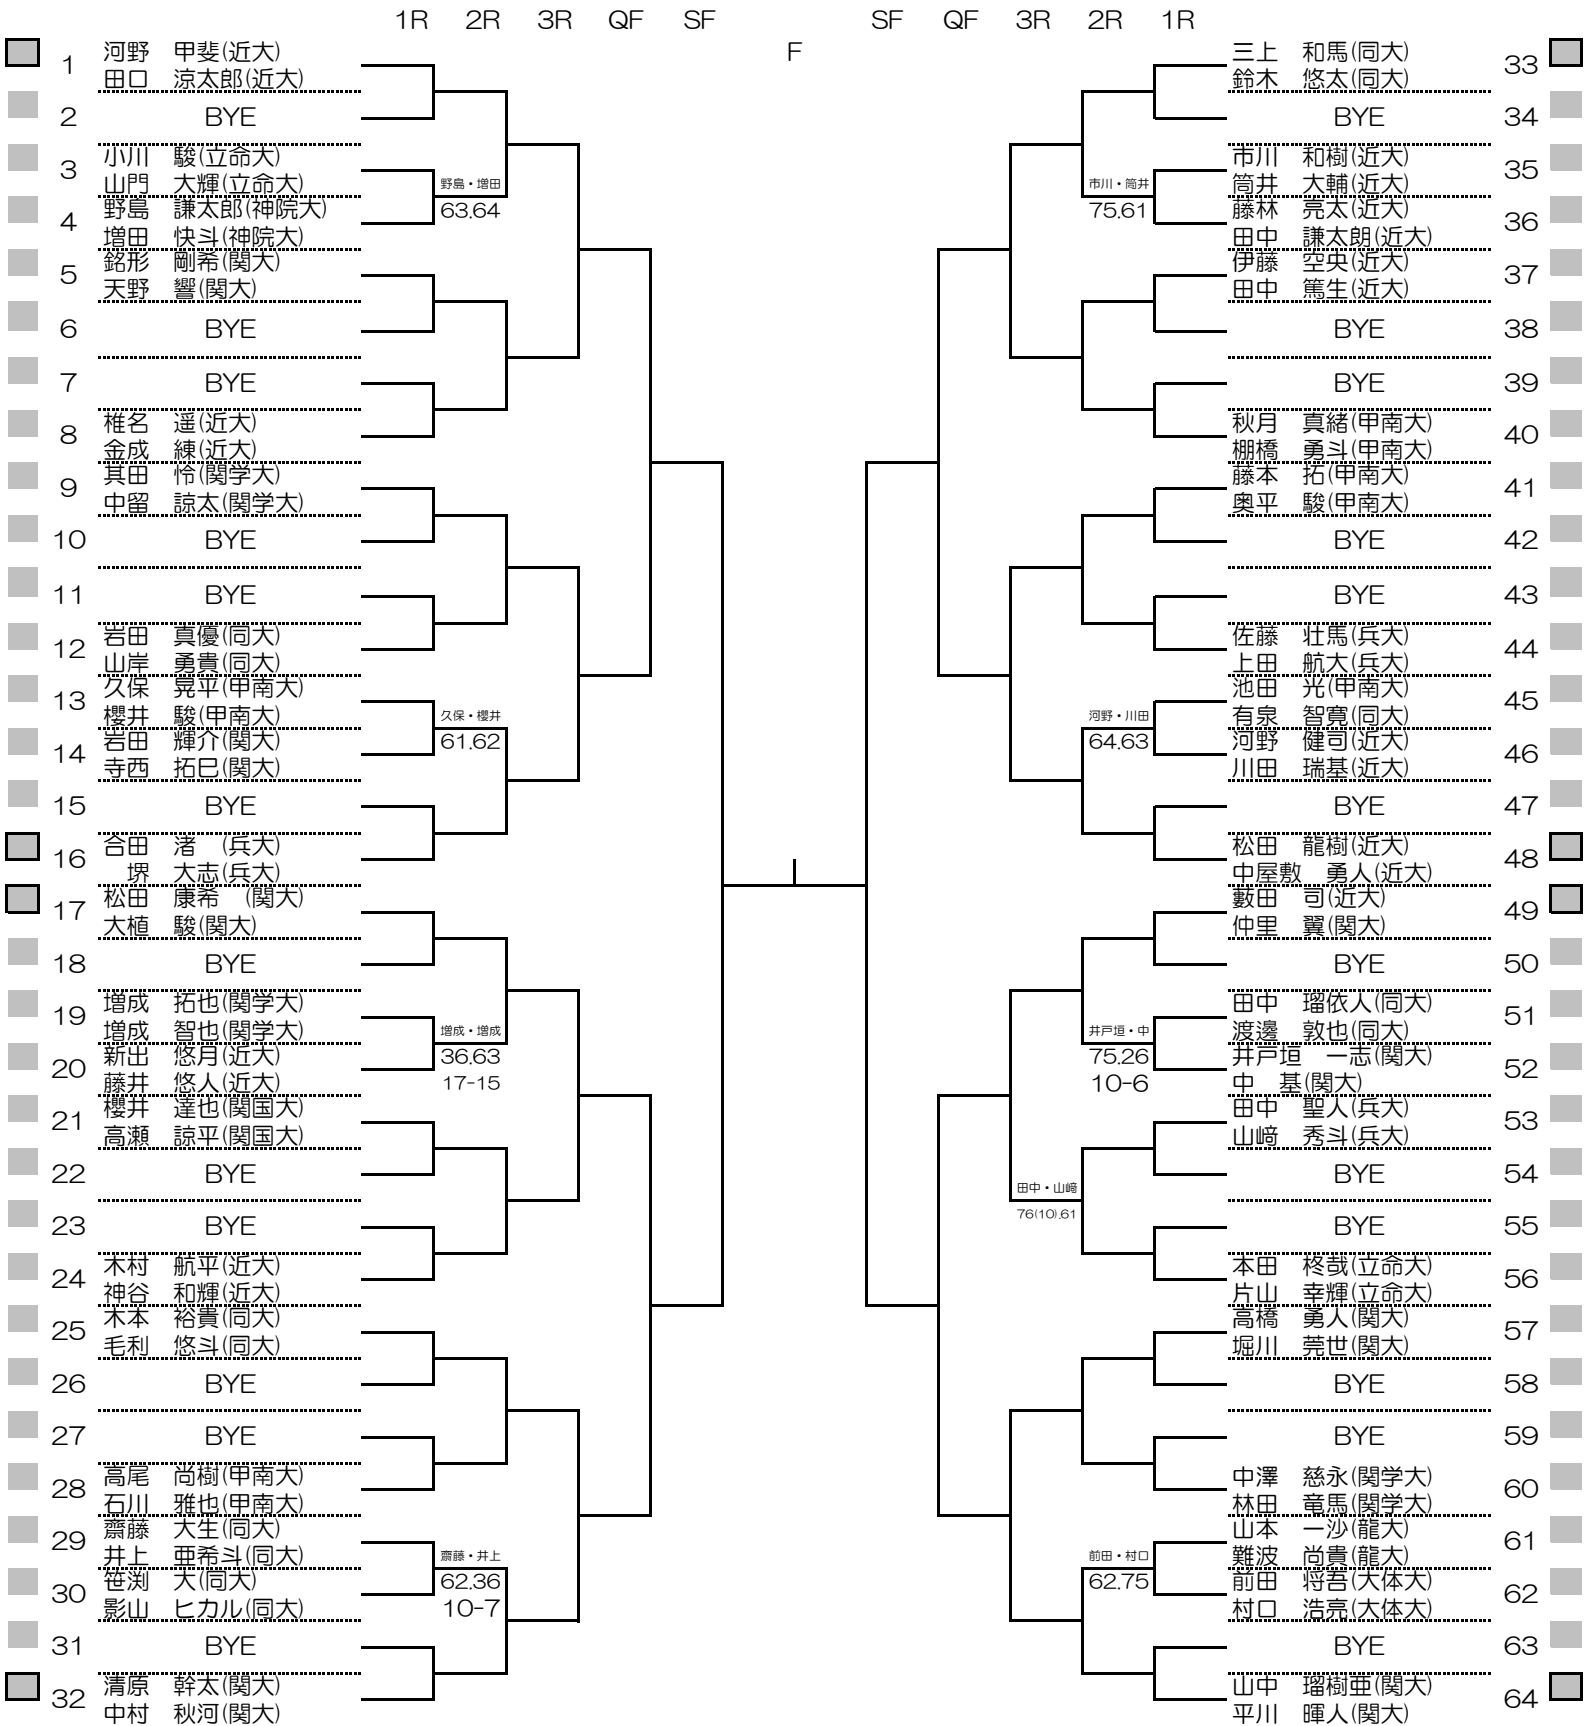 1R 2R 3R QF SF SF QF 3R 2R 1R
F
1 河野 甲斐(近大)
田口 涼太郎(近大)
2 BYE
3 小川 駿(立命大)
山門 大輝(立命大)
野島・増田
63.64
4 野島 謙太郎(神院大)
増田 快斗(神院大)
5 銘形 剛希(関大)
天野 響(関大)
6 BYE
7 BYE
8 椎名 遥(近大)
金成 練(近大)
9 其田 怜(関学大)
中留 諒太(関学大)
10 BYE
11 BYE
12 岩田 真優(同大)
山岸 勇貴(同大)
13 久保 晃平(甲南大)
櫻井 駿(甲南大)
久保・櫻井
61.62
14 岩田 輝介(関大)
寺西 拓巳(関大)
15 BYE
16 合田 渚 (兵大)
堺 大志(兵大)
17 松田 康希 (関大)
大植 駿(関大)
18 BYE
19 増成 拓也(関学大)
増成 智也(関学大)
増成・増成
36.63
17-15
20 新出 悠月(近大)
藤井 悠人(近大)
21 櫻井 達也(関国大)
高瀬 諒平(関国大)
22 BYE
23 BYE
24 木村 航平(近大)
神谷 和輝(近大)
25 木本 裕貴(同大)
毛利 悠斗(同大)
26 BYE
27 BYE
28 高尾 尚樹(甲南大)
石川 雅也(甲南大)
29 齋藤 大生(同大)
井上 亜希斗(同大)
齋藤・井上
62.36
10-7
30 笹渕 大(同大)
影山 ヒカル(同大)
31 BYE
32 清原 幹太(関大)
中村 秋河(関大)
三上 和馬(同大) 33
鈴木 悠太(同大)
BYE 34
市川 和樹(近大) 35
筒井 大輔(近大)
市川・筒井
75.61
藤林 亮太(近大) 36
田中 謙太朗(近大)
伊藤 空央(近大) 37
田中 篤生(近大)
BYE 38
BYE 39
秋月 真緒(甲南大) 40
棚橋 勇斗(甲南大)
藤本 拓(甲南大) 41
奥平 駿(甲南大)
BYE 42
BYE 43
佐藤 壮馬(兵大) 44
上田 航大(兵大)
池田 光(甲南大) 45
有泉 智寛(同大)
河野・川田
64.63
河野 健司(近大) 46
川田 瑞基(近大)
BYE 47
松田 龍樹(近大) 48
中屋敷 勇人(近大)
藪田 司(近大) 49
仲里 翼(関大)
BYE 50
田中 瑠依人(同大) 51
渡邊 敦也(同大)
井戸垣・中
75.26
10-6
井戸垣 一志(関大) 52
中 基(関大)
田中 聖人(兵大) 53
山﨑 秀斗(兵大)
BYE 54
田中・山﨑
76(10).61
BYE 55
本田 柊哉(立命大) 56
片山 幸輝(立命大)
高橋 勇人(関大) 57
堀川 莞世(関大)
BYE 58
BYE 59
中澤 慈永(関学大) 60
林田 竜馬(関学大)
山本 一沙(龍大) 61
難波 尚貴(龍大)
前田・村口
62.75
前田 将吾(大体大) 62
村口 浩亮(大体大)
BYE 63
山中 瑠樹亜(関大) 64
平川 暉人(関大)